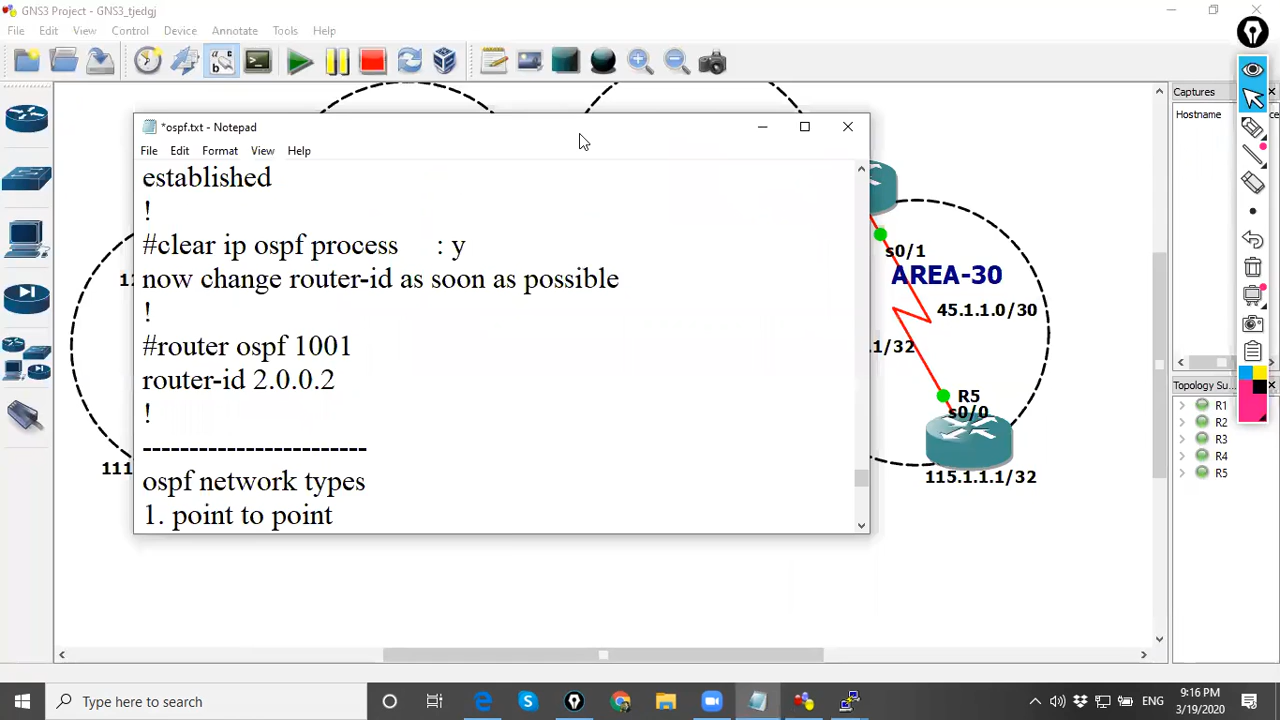 GNS3 Project - GNS3_tjedgj
File Edit View Control Device Annotate Tools Help
*ospf.txt - Notepad
File Edit Format View Help
established
!
#clear ip ospf process : y
now change router-id as soon as possible
!
#router ospf 1001
router-id 2.0.0.2
!
-----------------------
ospf network types
1. point to point
12
111
s0/1
AREA-30
45.1.1.0/30
.1/32
R5
s0/0
115.1.1.1/32
Captures
Hostname
Topology Su...
R1
R2
R3
R4
R5
Type here to search
ENG
9:16 PM
3/19/2020